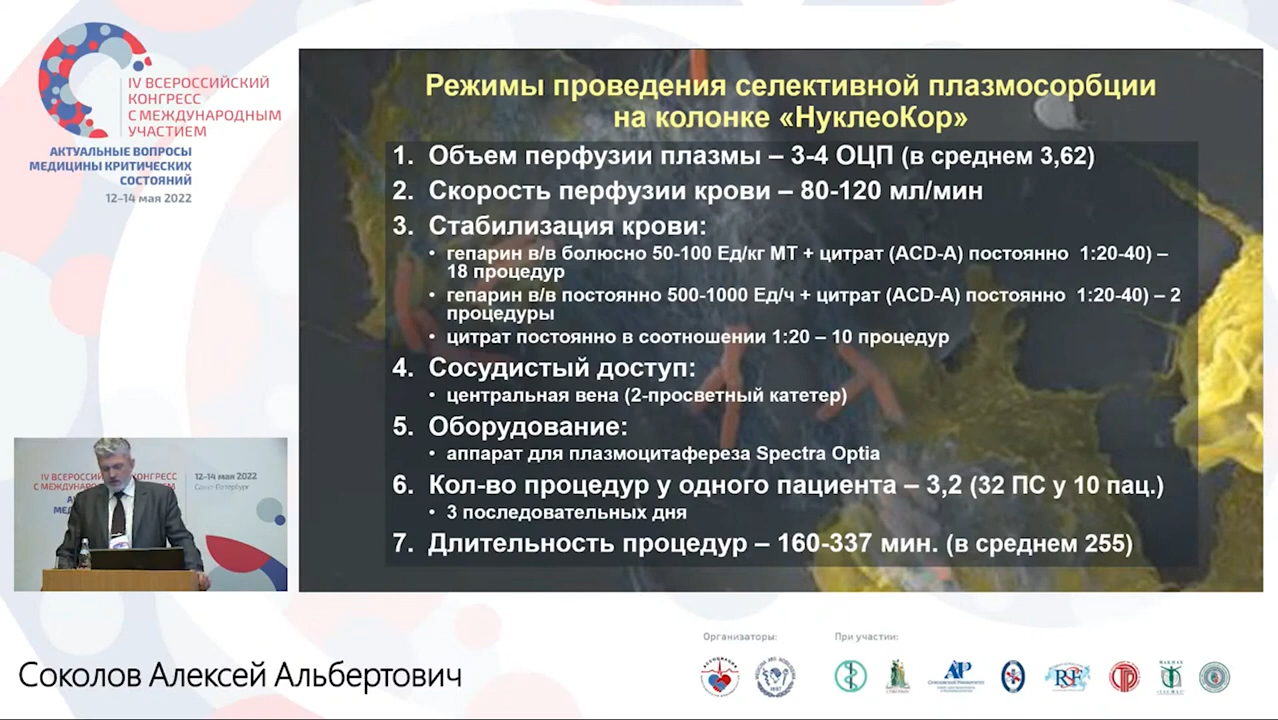 IV ВСЕРОССИЙСКИЙ
КОНГРЕСС
С МЕЖДУНАРОДНЫМ
УЧАСТИЕМ
АКТУАЛЬНЫЕ ВОПРОСЫ
МЕДИЦИНЫ КРИТИЧЕСКИХ
СОСТОЯНИЙ
12–14 мая 2022
Режимы проведения селективной плазмосорбции
на колонке «НуклеоКор»
1. Объем перфузии плазмы – 3-4 ОЦП (в среднем 3,62)
2. Скорость перфузии крови – 80-120 мл/мин
3. Стабилизация крови:
• гепарин в/в болюсно 50-100 Ед/кг МТ + цитрат (ACD-A) постоянно 1:20-40) –
18 процедур
• гепарин в/в постоянно 500-1000 Ед/ч + цитрат (ACD-A) постоянно 1:20-40) – 2
процедуры
• цитрат постоянно в соотношении 1:20 – 10 процедур
4. Сосудистый доступ:
• центральная вена (2-просветный катетер)
5. Оборудование:
• аппарат для плазмоцитафереза Spectra Optia
6. Кол-во процедур у одного пациента – 3,2 (32 ПС у 10 пац.)
• 3 последовательных дня
7. Длительность процедур – 160-337 мин. (в среднем 255)
12–14 мая 2022
Санкт-Петербург
Организаторы:
При участии:
Соколов Алексей Альбертович